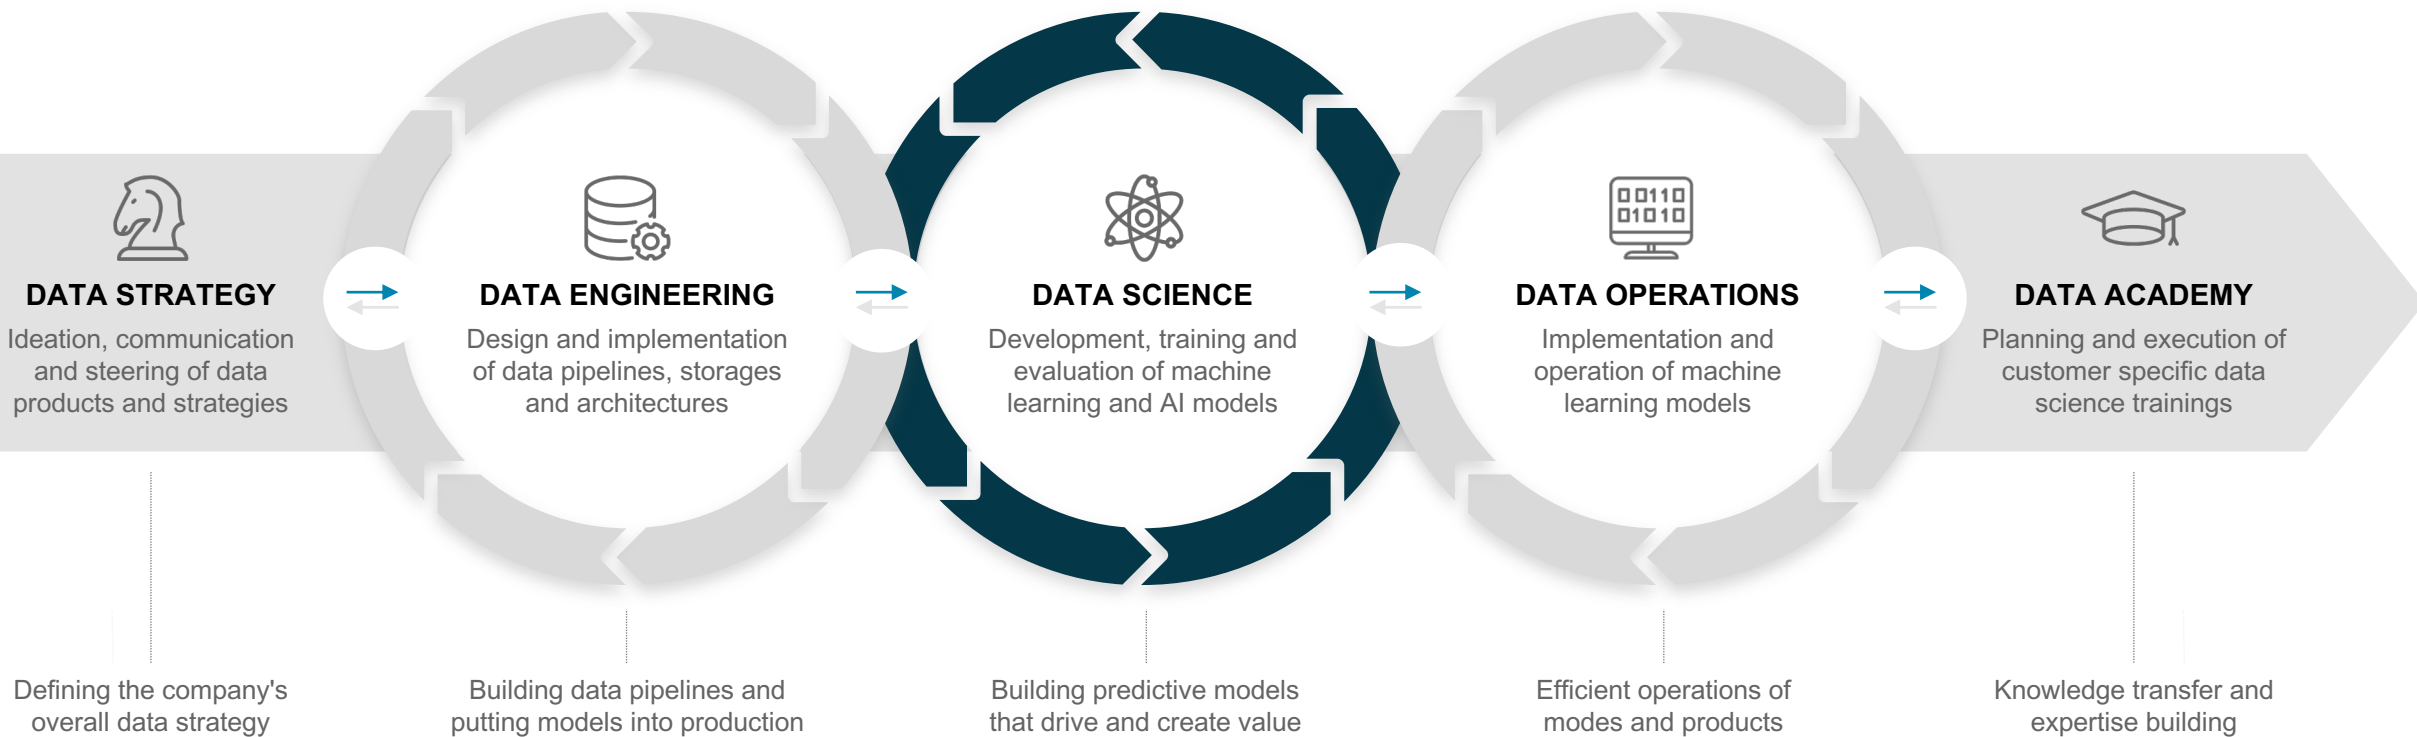 DATA STRATEGY
Ideation, communication
and steering of data
products and strategies
Defining the company's
overall data strategy
DATA ENGINEERING
Design and implementation
of data pipelines, storages
and architectures
Building data pipelines and
putting models into production
DATA SCIENCE
Development, training and
evaluation of machine
learning and AI models
Building predictive models
that drive and create value
0 0110
01010
DATA OPERATIONS
Implementation and
operation of machine
learning models
Efficient operations of
modes and products
DATA ACADEMY
Planning and execution of
customer specific data
science trainings
Knowledge transfer and
expertise building